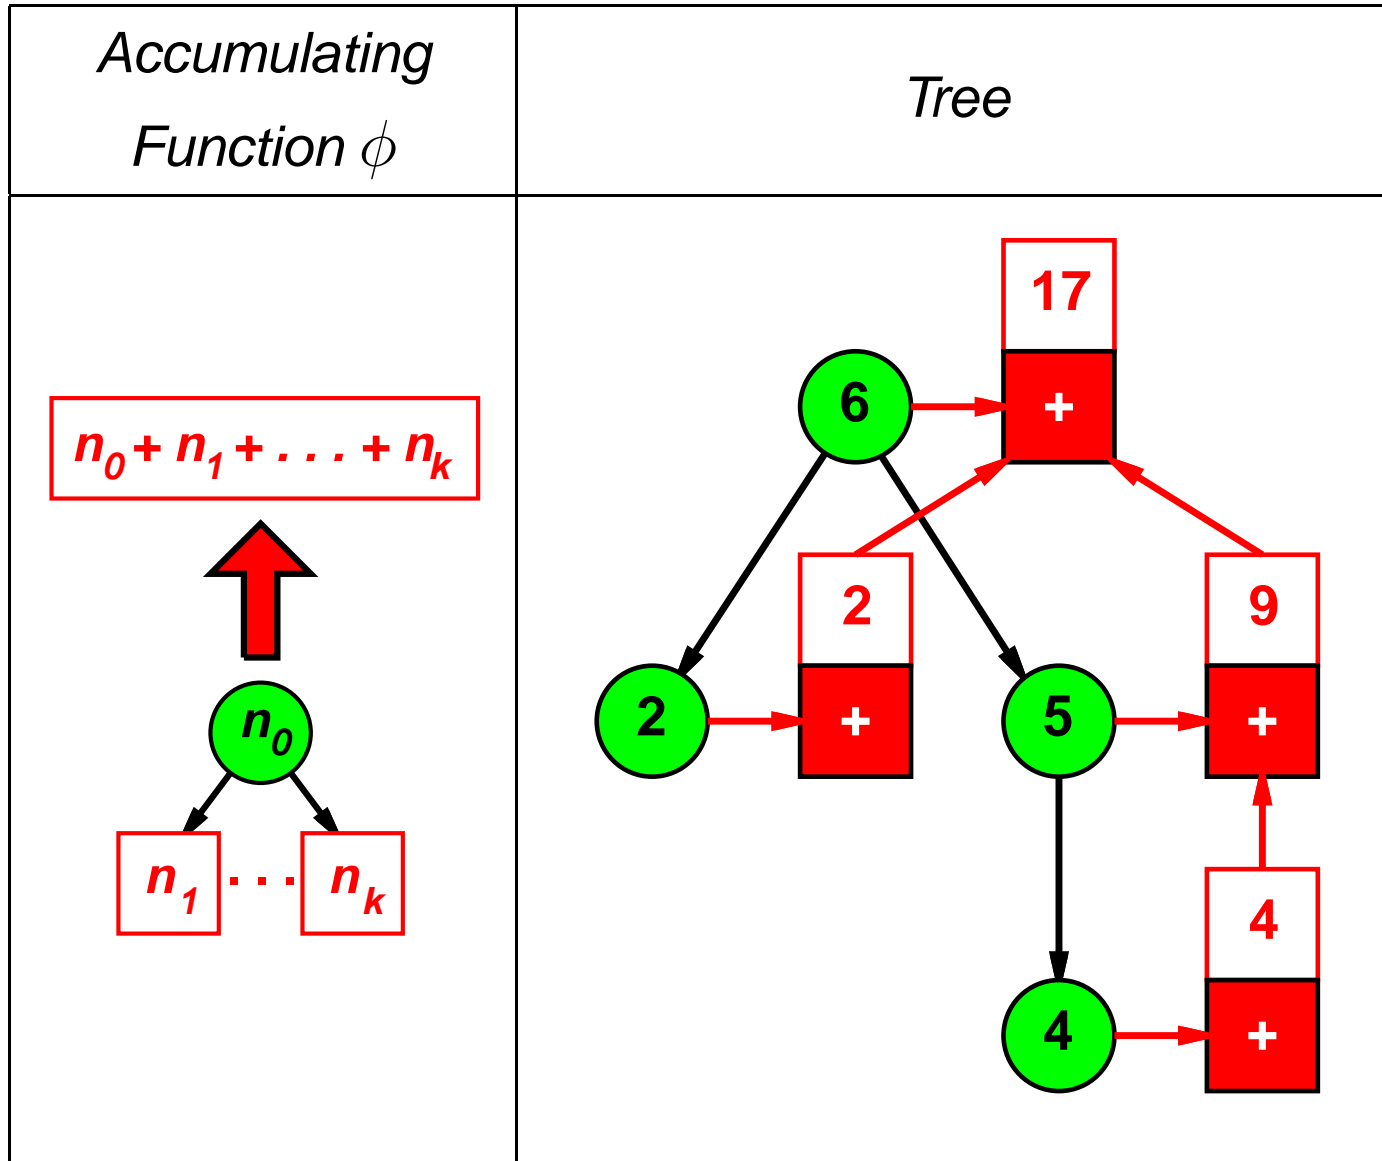 Accumulating
Function ϕ
Tree
n₀ + n₁ + . . . + nₖ
n₀
n₁ . . . nₖ
17
6 +
2 9
2 + 5 +
4
4 +